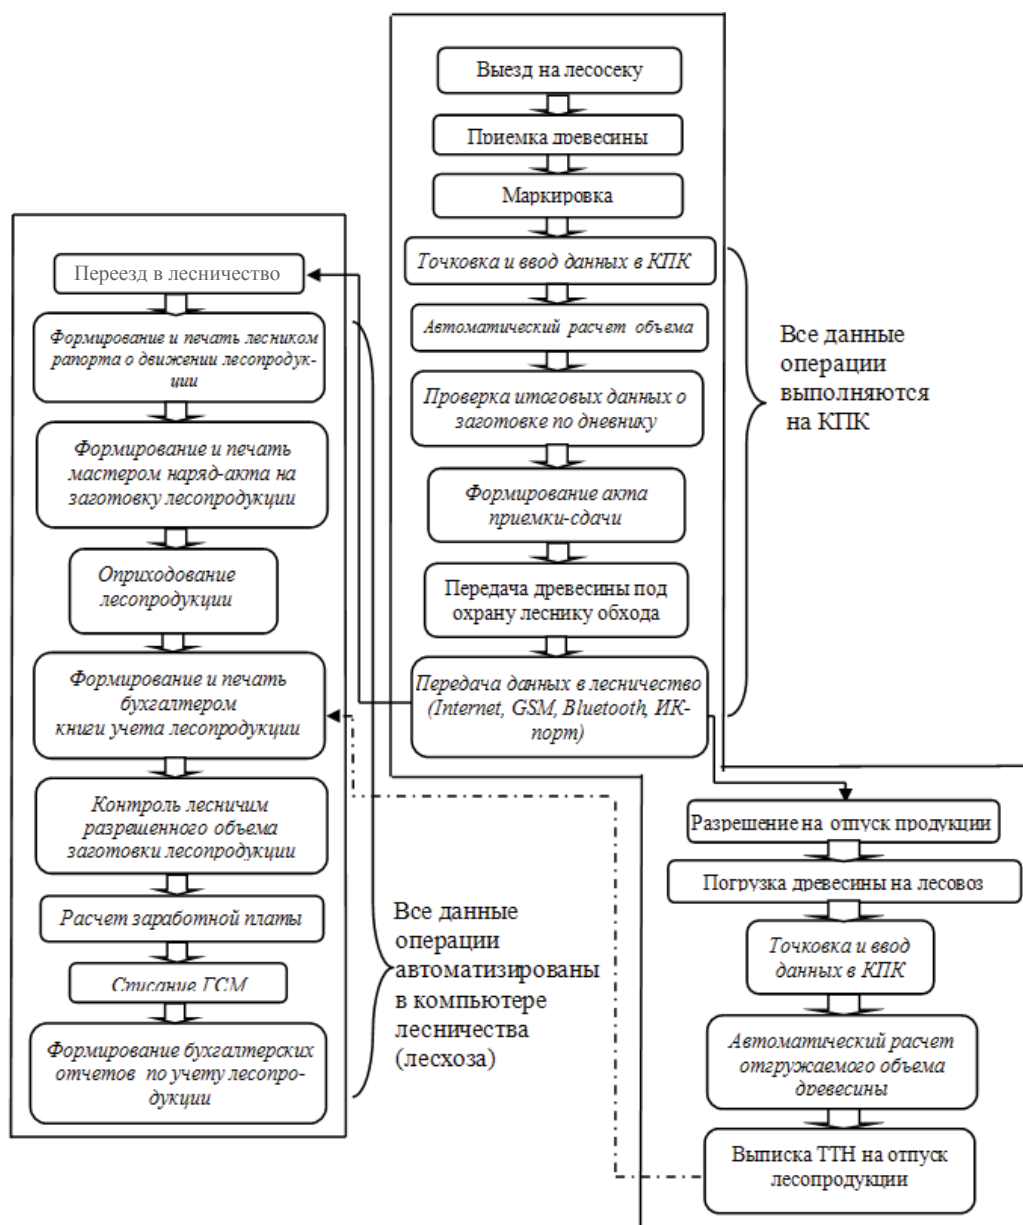 Выезд на лесосеку
Приемка древесины
Маркировка
Точковка и ввод данных в КПК
Автоматический расчет объема
Проверка итоговых данных о
заготовке по дневнику
Формирование акта
приемки-сдачи
Передача древесины под
охрану леснику обхода
Передача данных в лесничество
(Internet, GSM, Bluetooth, ИК-
порт)
Все данные
операции
выполняются
на КПК
Переезд в лесничество
Формирование и печать лесником
рапорта о движении лесопродук-
ции
Формирование и печать
мастером наряд-акта на
заготовку лесопродукции
Оприходование
лесопродукции
Формирование и печать
бухгалтером
книги учета лесопродукции
Контроль лесничим
разрешенного объема
заготовки лесопродукции
Расчет заработной платы
Списание ГСМ
Формирование бухгалтерских
отчетов по учету лесопро-
дукции
Все данные
операции
автоматизированы
в компьютере
лесничества
(лесхоза)
Разрешение на отпуск продукции
Погрузка древесины на лесовоз
Точковка и ввод
данных в КПК
Автоматический расчет
отгружаемого объема
древесины
Выписка ТТН на отпуск
лесопродукции